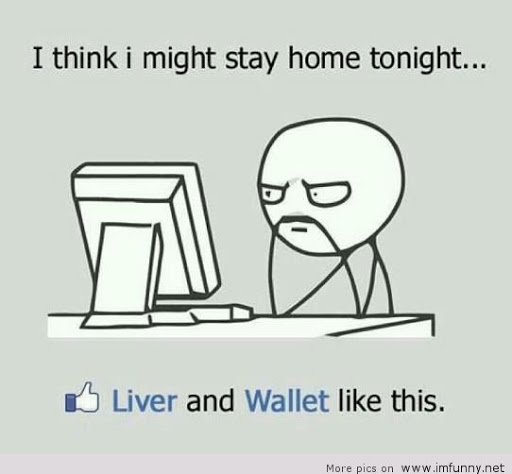 I think i might stay home tonight...
Liver and Wallet like this.
More pics on www.imfunny.net